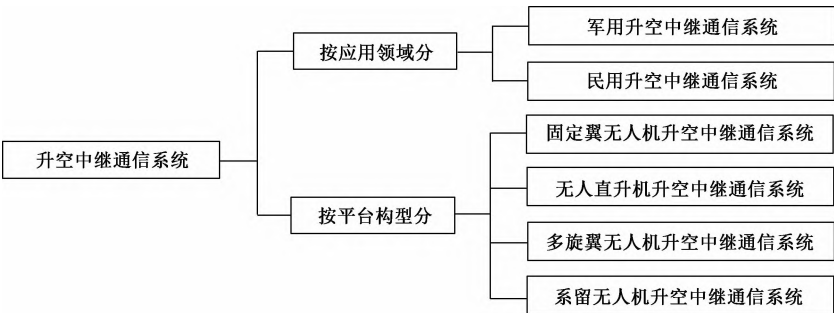 升空中继通信系统
按应用领域分
军用升空中继通信系统
民用升空中继通信系统
按平台构型分
固定翼无人机升空中继通信系统
无人直升机升空中继通信系统
多旋翼无人机升空中继通信系统
系留无人机升空中继通信系统